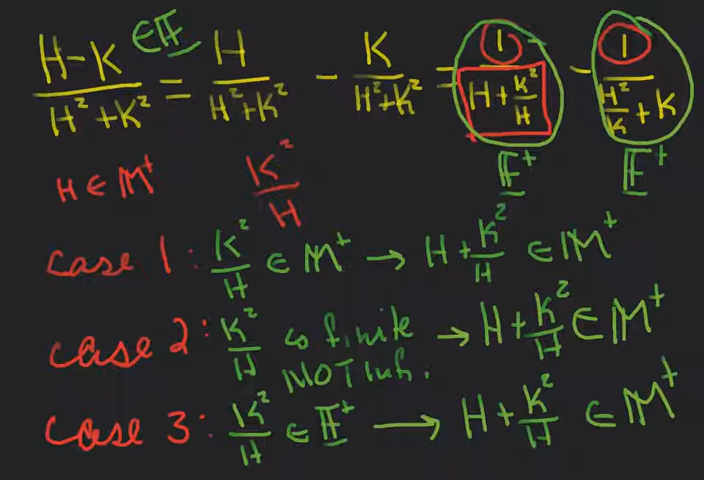 (H-K)/(H²+K²) ∈ 𝔽 = H/(H²+K²) - K/(H²+K²) = 1/(H+K²/H) - 1/(H²/K+K)
𝔽⁺ 𝔽⁺
H ∈ M⁺ K²/H
case 1: K²/H ∈ M⁺ → H+K²/H ∈ M⁺
case 2: K²/H is finite NOT inf. → H+K²/H ∈ M⁺
case 3: K²/H ∈ 𝔽⁺ → H+K²/H ∈ M⁺